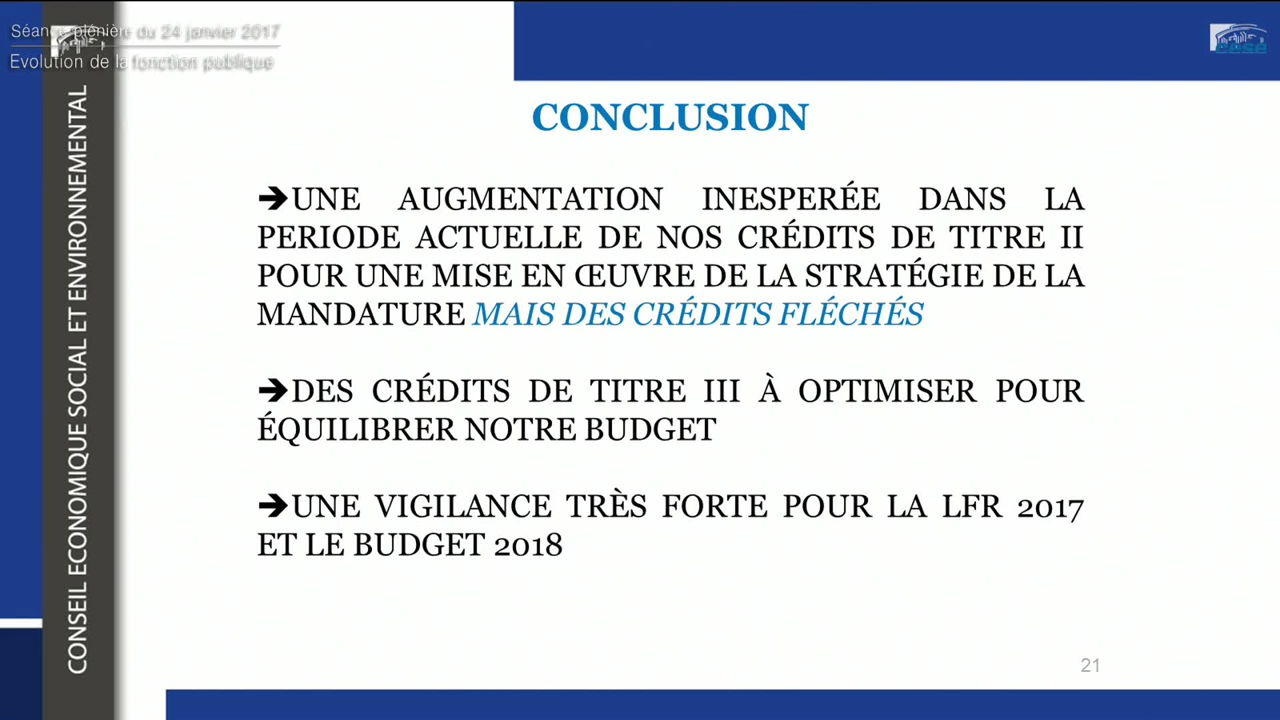 Séance plénière du 24 janvier 2017
Evolution de la fonction publique
cese
CONSEIL ECONOMIQUE SOCIAL ET ENVIRONNEMENTAL
CONCLUSION
➔UNE AUGMENTATION INESPERÉE DANS LA
PERIODE ACTUELLE DE NOS CRÉDITS DE TITRE II
POUR UNE MISE EN ŒUVRE DE LA STRATÉGIE DE LA
MANDATURE MAIS DES CRÉDITS FLÉCHÉS
➔DES CRÉDITS DE TITRE III À OPTIMISER POUR
ÉQUILIBRER NOTRE BUDGET
➔UNE VIGILANCE TRÈS FORTE POUR LA LFR 2017
ET LE BUDGET 2018
21